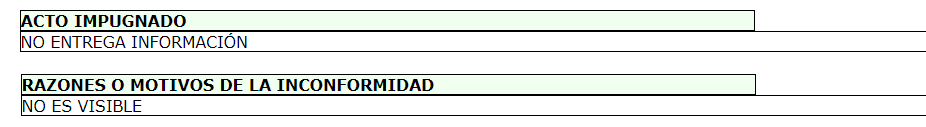 ACTO IMPUGNADO
NO ENTREGA INFORMACIÓN
RAZONES O MOTIVOS DE LA INCONFORMIDAD
NO ES VISIBLE